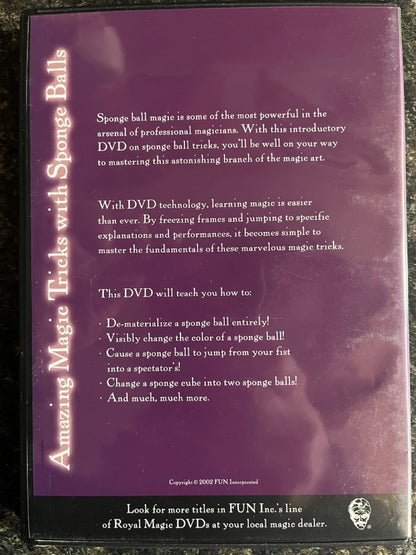 Amazing Magic Tricks with Sponge Balls
Sponge ball magic is some of the most powerful in the
arsenal of professional magicians. With this introductory
DVD on sponge ball tricks, you'll be well on your way
to mastering this astonishing branch of the magic art.
With DVD technology, learning magic is easier
than ever. By freezing frames and jumping to specific
explanations and performances, it becomes simple to
master the fundamentals of these marvelous magic tricks.
This DVD will teach you how to:
· De-materialize a sponge ball entirely!
· Visibly change the color of a sponge ball!
· Cause a sponge ball to jump from your fist
into a spectator's!
· Change a sponge cube into two sponge balls!
· And much, much more.
Copyright © 2002 FUN Incorporated
Look for more titles in FUN Inc.'s line
of Royal Magic DVDs at your local magic dealer.